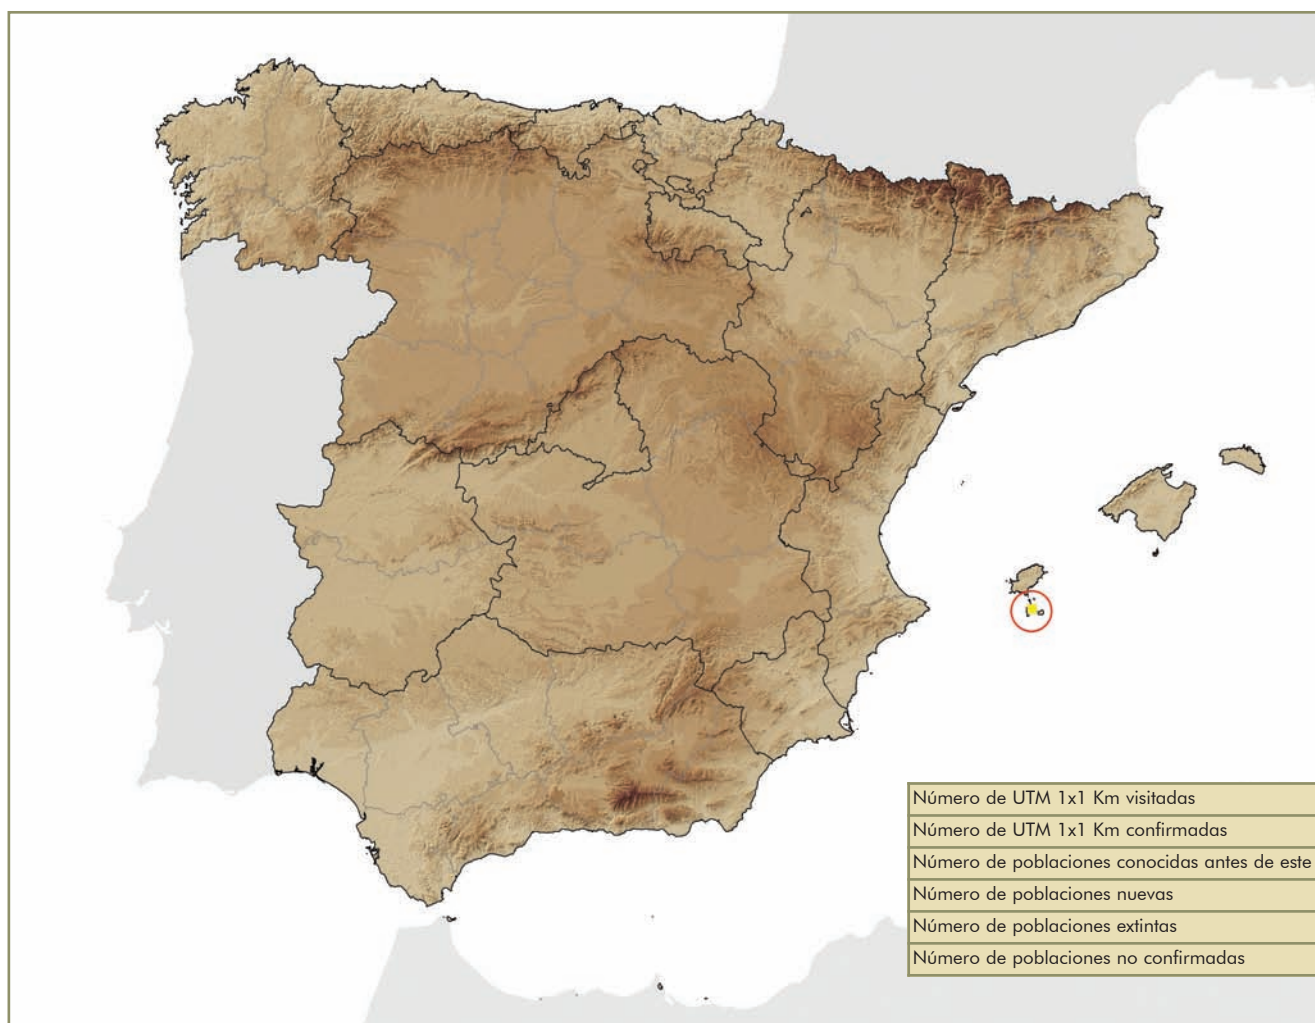 Número de UTM 1x1 Km visitadas
Número de UTM 1x1 Km confirmadas
Número de poblaciones conocidas antes de este
Número de poblaciones nuevas
Número de poblaciones extintas
Número de poblaciones no confirmadas